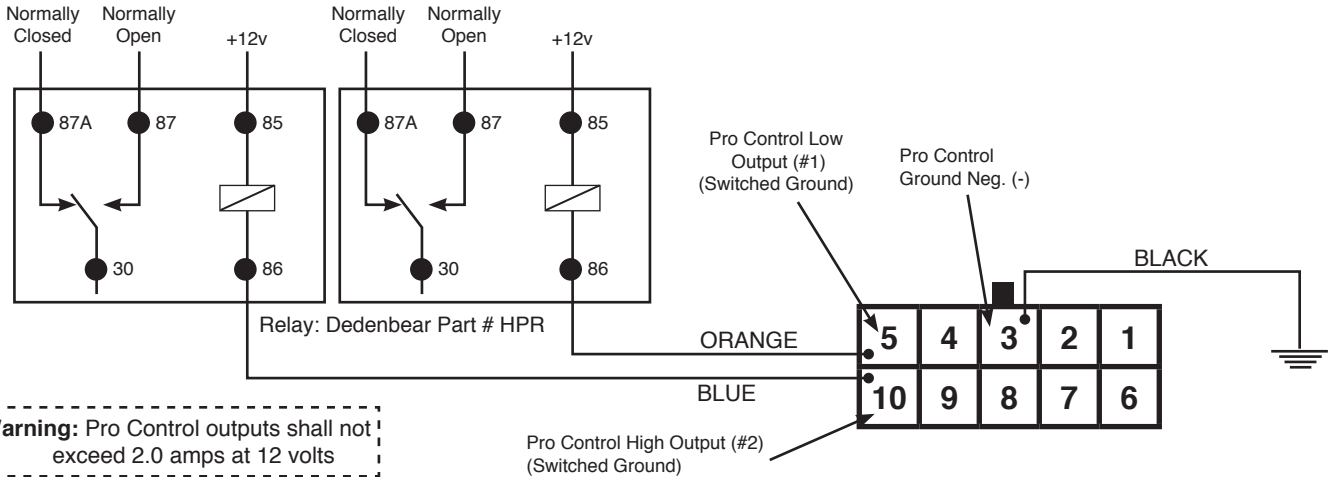 Normally
Closed
Normally
Open
+12v
Normally
Closed
Normally
Open
+12v
87A
87
85
87A
87
85
30
86
30
86
Relay: Dedenbear Part # HPR
Pro Control Low
Output (#1)
(Switched Ground)
Pro Control
Ground Neg. (-)
BLACK
ORANGE
BLUE
5 4 3 2 1
10 9 8 7 6
Pro Control High Output (#2)
(Switched Ground)
arning: Pro Control outputs shall not
exceed 2.0 amps at 12 volts